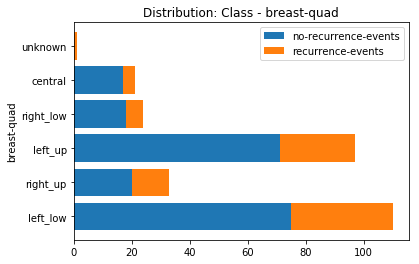 Distribution: Class - breast-quad
no-recurrence-events
recurrence-events
breast-quad
unknown
central
right_low
left_up
right_up
left_low
0 20 40 60 80 100